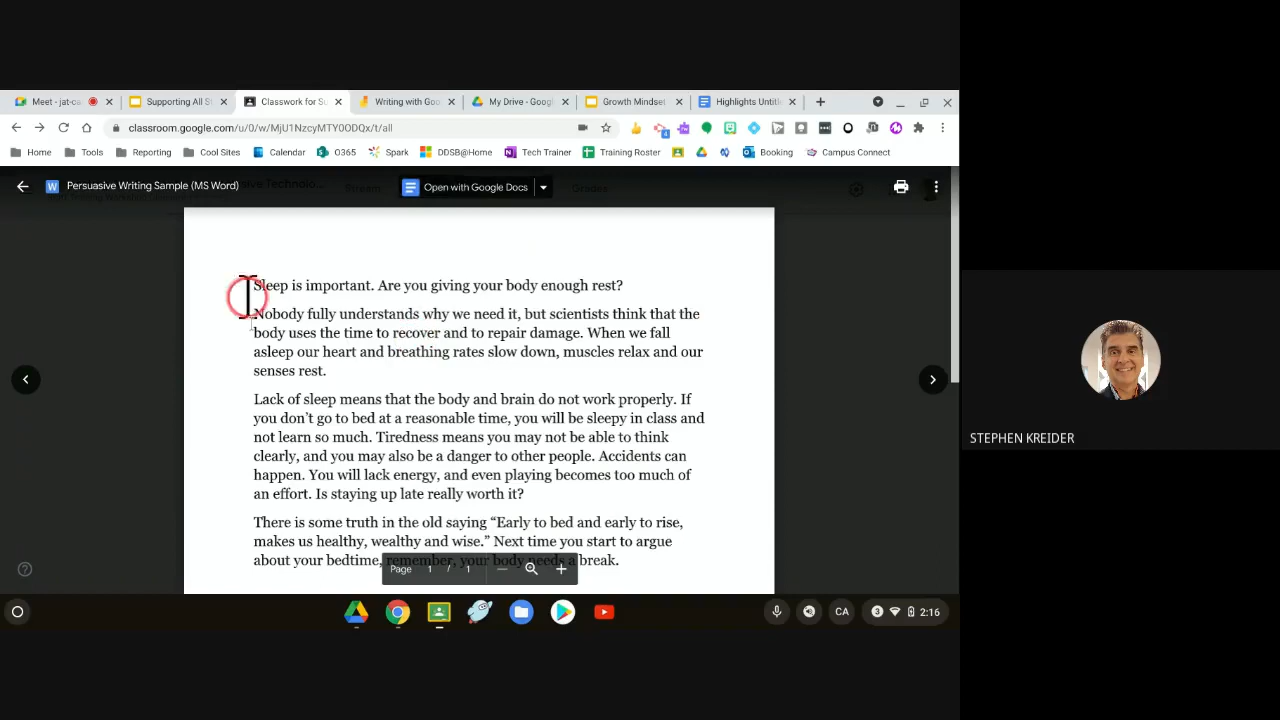 Meet - jat-ca
Supporting All St
Classwork for Su
Writing with Goo
My Drive - Googl
Growth Mindset
Highlights Untitl
classroom.google.com/u/0/w/MjU1NzcyMTY0ODQx/t/all
Home
Tools
Reporting
Cool Sites
Calendar
O365
Spark
DDSB@Home
Tech Trainer
Training Roster
Booking
Campus Connect
Persuasive Writing Sample (MS Word)
Open with Google Docs
Stream
Grades
Sleep is important. Are you giving your body enough rest?
Nobody fully understands why we need it, but scientists think that the
body uses the time to recover and to repair damage. When we fall
asleep our heart and breathing rates slow down, muscles relax and our
senses rest.
Lack of sleep means that the body and brain do not work properly. If
you don’t go to bed at a reasonable time, you will be sleepy in class and
not learn so much. Tiredness means you may not be able to think
clearly, and you may also be a danger to other people. Accidents can
happen. You will lack energy, and even playing becomes too much of
an effort. Is staying up late really worth it?
There is some truth in the old saying “Early to bed and early to rise,
makes us healthy, wealthy and wise.” Next time you start to argue
about your bedtime, remember, your body needs a break.
Page 1 / 1
CA
3
2:16
STEPHEN KREIDER